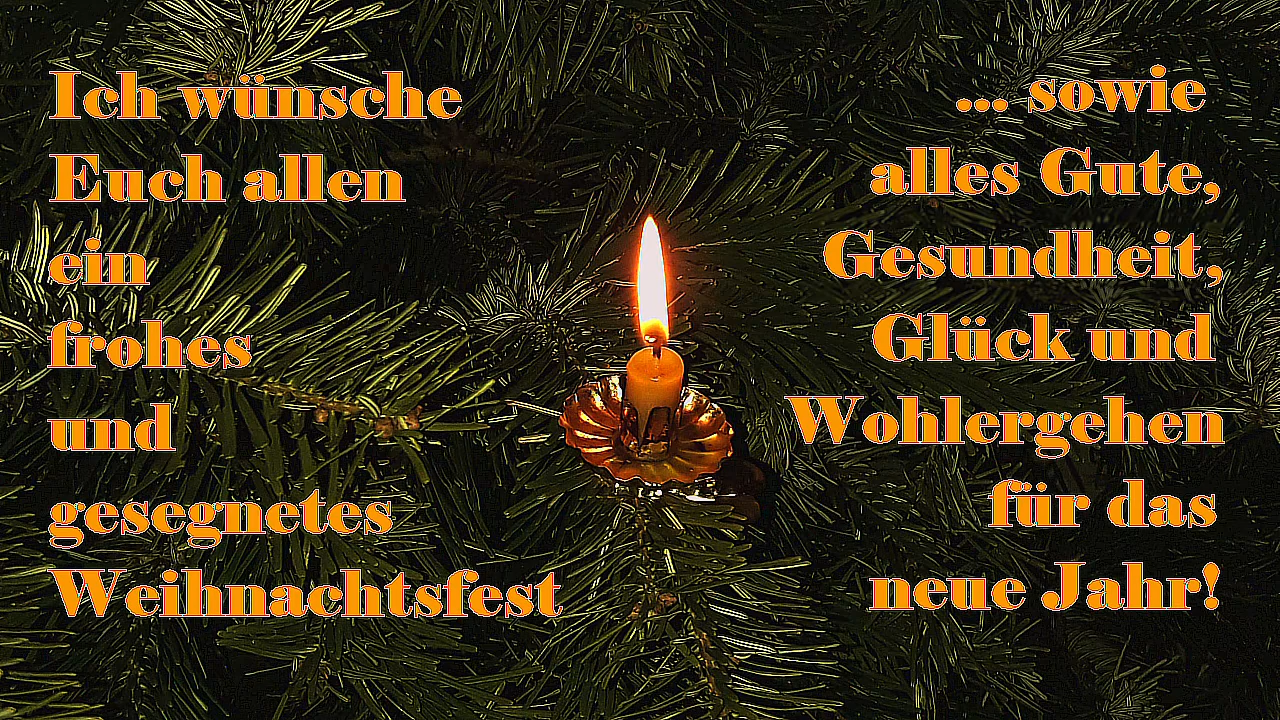 Ich wünsche
Euch allen
ein
frohes
und
gesegnetes
Weihnachtsfest
... sowie
alles Gute,
Gesundheit,
Glück und
Wohlergehen
für das
neue Jahr!